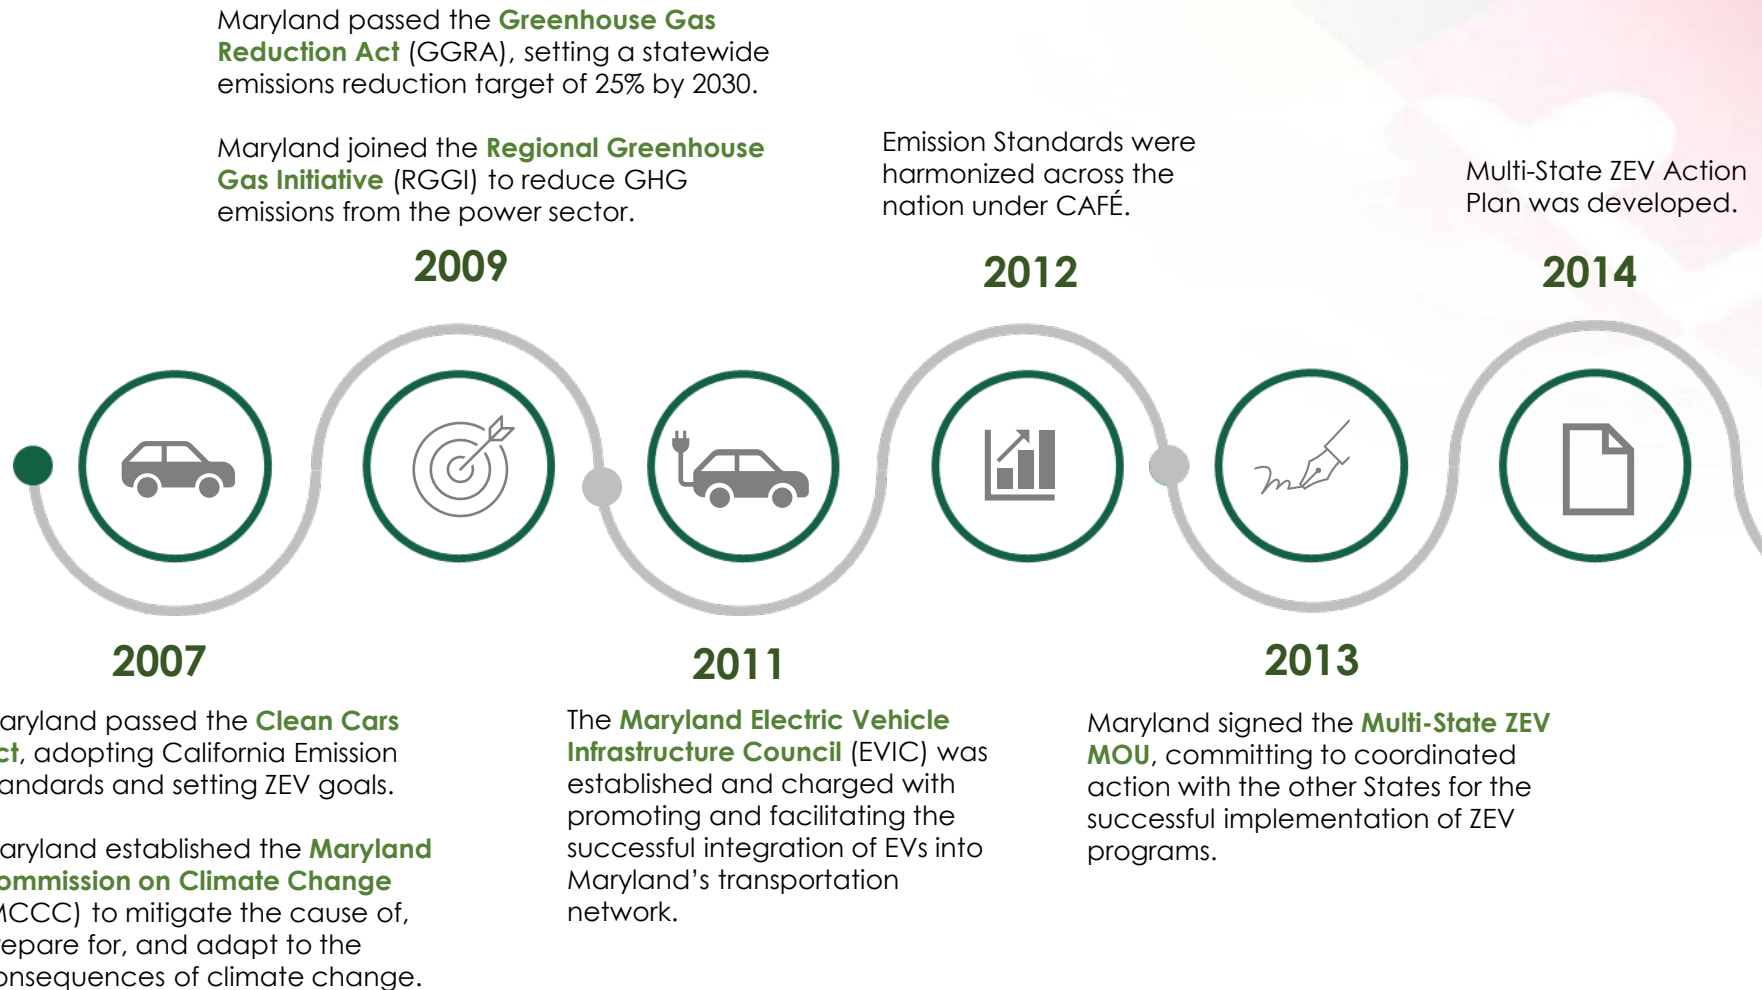 Maryland passed the Greenhouse Gas
Reduction Act (GGRA), setting a statewide
emissions reduction target of 25% by 2030.
Maryland joined the Regional Greenhouse
Gas Initiative (RGGI) to reduce GHG
emissions from the power sector.
2009
Emission Standards were
harmonized across the
nation under CAFÉ.
2012
Multi-State ZEV Action
Plan was developed.
2014
2007
aryland passed the Clean Cars
ct, adopting California Emission
andards and setting ZEV goals.
aryland established the Maryland
ommission on Climate Change
MCCC) to mitigate the cause of,
repare for, and adapt to the
onsequences of climate change.
2011
The Maryland Electric Vehicle
Infrastructure Council (EVIC) was
established and charged with
promoting and facilitating the
successful integration of EVs into
Maryland's transportation
network.
2013
Maryland signed the Multi-State ZEV
MOU, committing to coordinated
action with the other States for the
successful implementation of ZEV
programs.